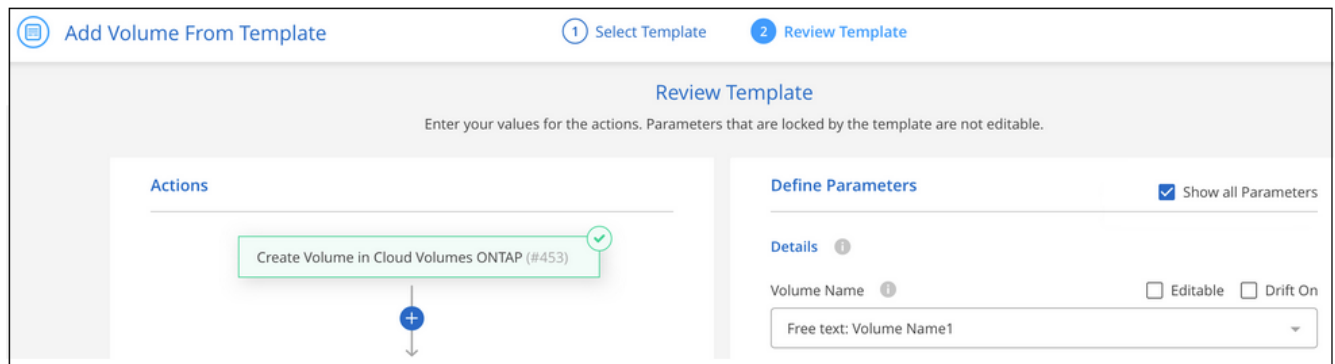 Add Volume From Template
1 Select Template
2 Review Template
Review Template
Enter your values for the actions. Parameters that are locked by the template are not editable.
Actions
Create Volume in Cloud Volumes ONTAP (#453)
Define Parameters
Show all Parameters
Details
Volume Name
Editable
Drift On
Free text: Volume Name1